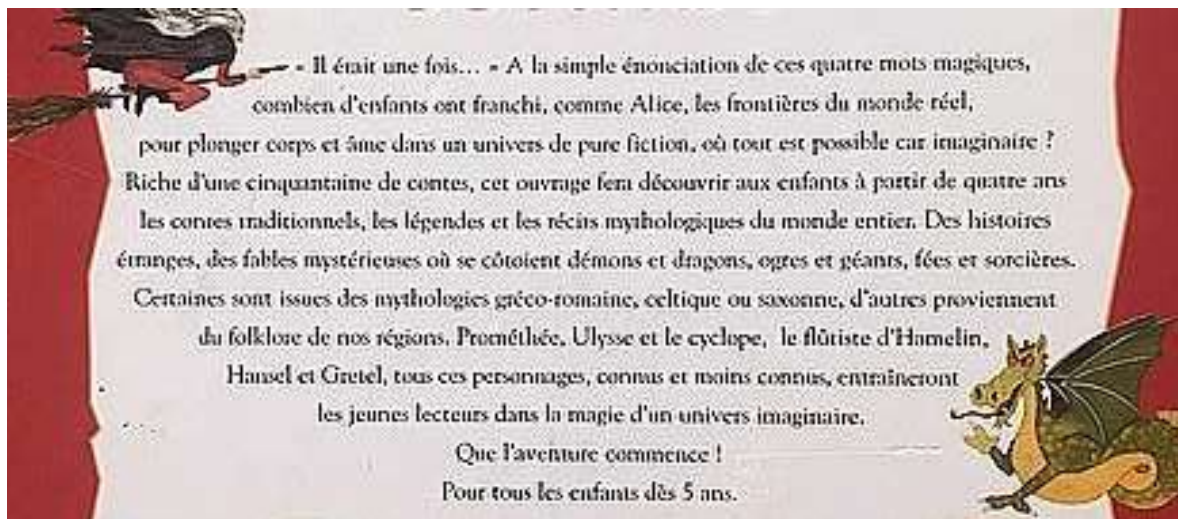 « Il était une fois... » A la simple énonciation de ces quatre mots magiques,
combien d'enfants ont franchi, comme Alice, les frontières du monde réel,
pour plonger corps et âme dans un univers de pure fiction, où tout est possible car imaginaire ?
Riche d'une cinquantaine de contes, cet ouvrage fera découvrir aux enfants à partir de quatre ans
les contes traditionnels, les légendes et les récits mythologiques du monde entier. Des histoires
étranges, des fables mystérieuses où se côtoient démons et dragons, ogres et géants, fées et sorcières.
Certaines sont issues des mythologies gréco-romaine, celtique ou saxonne, d'autres proviennent
du folklore de nos régions. Prométhée, Ulysse et le cyclope, le flûtiste d'Hamelin,
Hansel et Gretel, tous ces personnages, connus et moins connus, entraîneront
les jeunes lecteurs dans la magie d'un univers imaginaire.
Que l'aventure commence !
Pour tous les enfants dès 5 ans.